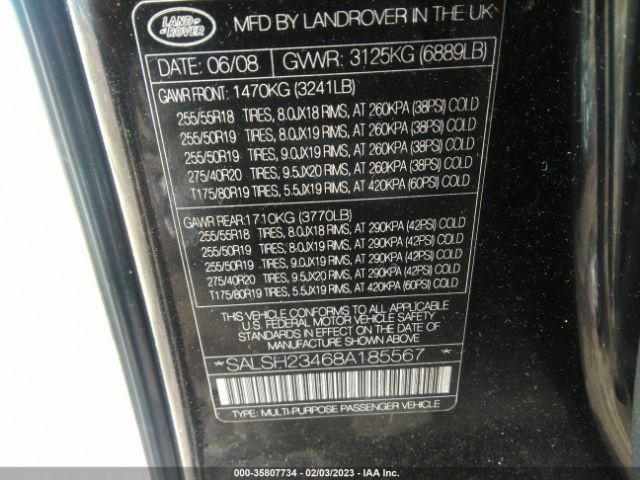 LAND
ROVER
MFD BY LANDROVER IN THE UK
DATE: 06/08
GVWR: 3125KG (6889LB)
GAWR FRONT: 1470KG (3241LB)
255/55R18 TIRES, 8.0JX18 RIMS, AT 260KPA (38PSI) COLD
255/50R19 TIRES, 8.0JX19 RIMS, AT 260KPA (38PSI) COLD
255/50R19 TIRES, 9.0JX19 RIMS, AT 260KPA (38PSI) COLD
275/40R20 TIRES, 9.5JX20 RIMS, AT 260KPA (38PSI) COLD
T175/80R19 TIRES, 5.5JX19 RIMS, AT 420KPA (60PSI) COLD
GAWR REAR: 1710KG (3770LB)
255/55R18 TIRES, 8.0JX18 RIMS, AT 290KPA (42PSI) COLD
255/50R19 TIRES, 8.0JX19 RIMS, AT 290KPA (42PSI) COLD
255/50R19 TIRES, 9.0JX19 RIMS, AT 290KPA (42PSI) COLD
275/40R20 TIRES, 9.5JX20 RIMS, AT 290KPA (42PSI) COLD
T175/80R19 TIRES, 5.5JX19 RIMS, AT 420KPA (60PSI) COLD
THIS VEHICLE CONFORMS TO ALL APPLICABLE
U.S. FEDERAL MOTOR VEHICLE SAFETY
STANDARDS IN EFFECT ON THE DATE OF
MANUFACTURE SHOWN ABOVE
*SALSH23468A185567*
TYPE: MULTI-PURPOSE PASSENGER VEHICLE
000-35807734 - 02/03/2023 - IAA Inc.